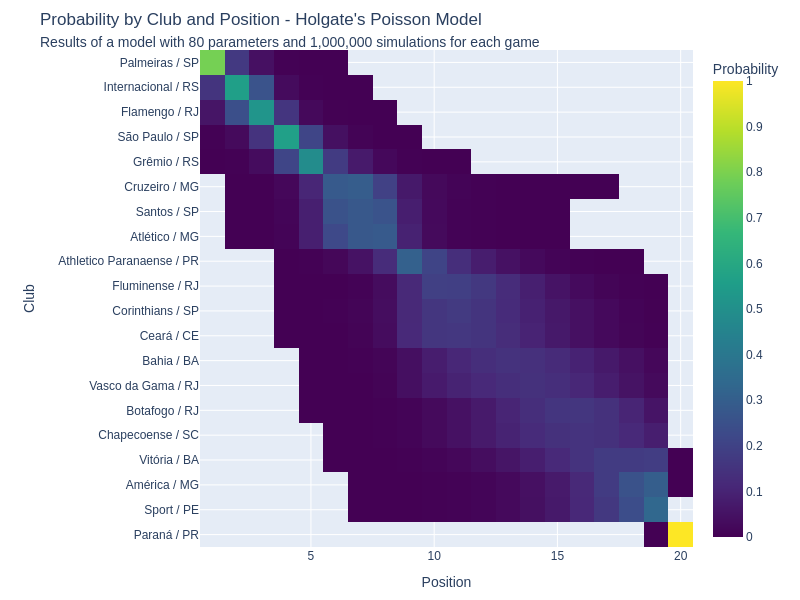 Probability by Club and Position - Holgate's Poisson Model
Results of a model with 80 parameters and 1,000,000 simulations for each game
Probability
Palmeiras / SP
Internacional / RS
Flamengo / RJ
São Paulo / SP
Grêmio / RS
Cruzeiro / MG
Santos / SP
Atlético / MG
Athletico Paranaense / PR
Fluminense / RJ
Corinthians / SP
Ceará / CE
Bahia / BA
Vasco da Gama / RJ
Botafogo / RJ
Chapecoense / SC
Vitória / BA
América / MG
Sport / PE
Paraná / PR
Club
5
10
15
20
Position
1
0.9
0.8
0.7
0.6
0.5
0.4
0.3
0.2
0.1
0